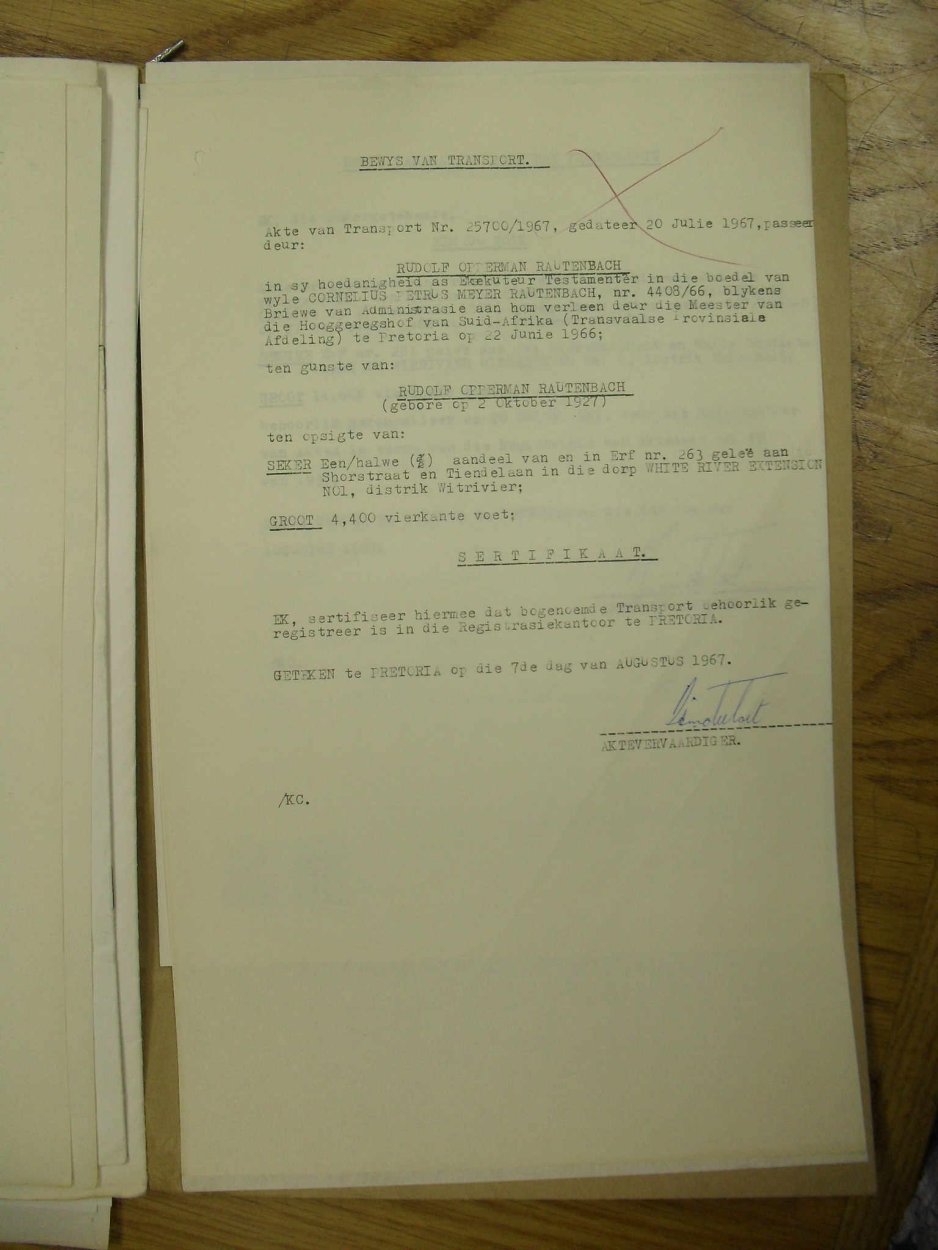 BEWYS VAN TRANSPORT.
Akte van Transport Nr. 25700/1967, gedateer 20 Julie 1967, passeer
deur:
RUDOLF OPPERMAN RAUTENBACH
in sy hoedanigheid as Eksekuteur Testamentêr in die boedel van
wyle CORNELIUS PETRUS MEYER RAUTENBACH, nr. 4408/66, blykens
Briewe van Administrasie aan hom verleen deur die Meester van
die Hooggeregshof van Suid-Afrika (Transvaalse Provinsiale
Afdeling) te Pretoria op 22 Junie 1966;
ten gunste van:
RUDOLF OPPERMAN RAUTENBACH
(gebore op 2 Oktober 1927)
ten opsigte van:
SEKER Een/halwe (½) aandeel van en in Erf nr. 263 geleë aan
Shorstraat en Tiendelaan in die dorp WHITE RIVER EXTENSION
NO1, distrik Witrivier;
GROOT 4,400 vierkante voet;
SERTIFIKAAT.
EK, sertifiseer hiermee dat bogenoemde Transport behoorlik ge-
registreer is in die Registrasiekantoor te PRETORIA.
GETEKEN te PRETORIA op die 7de dag van AUGUSTUS 1967.
AKTEVERVAARDIGER.
/KC.